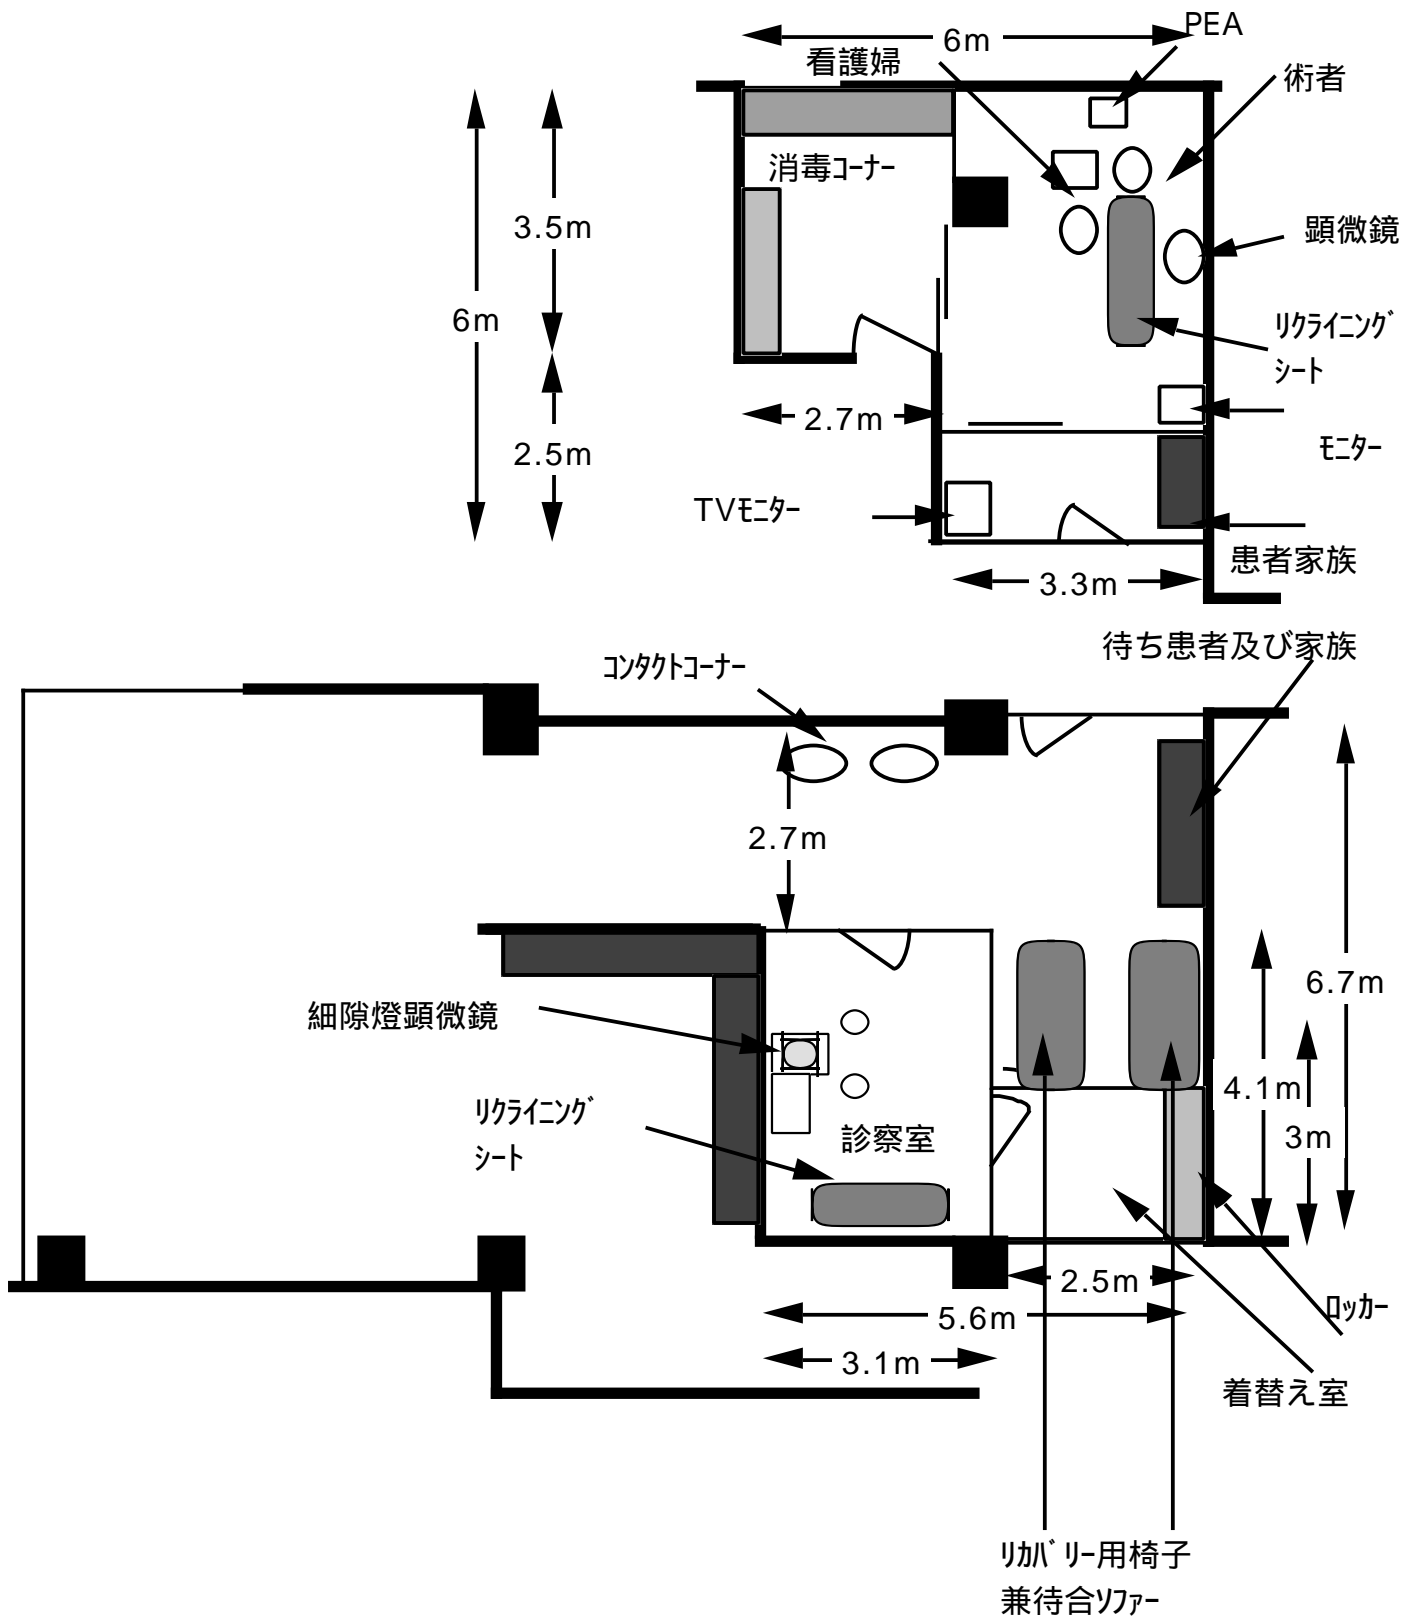 PEA
6m
看護婦
術者
消毒ｺｰﾅｰ
3.5m
顕微鏡
6m
ﾘｸﾗｲﾆﾝｸﾞ
ｼｰﾄ
2.7m
2.5m
ﾓﾆﾀｰ
TVﾓﾆﾀｰ
患者家族
3.3m
待ち患者及び家族
ｺﾝﾀｸﾄｺｰﾅｰ
2.7m
6.7m
細隙燈顕微鏡
4.1m
ﾘｸﾗｲﾆﾝｸﾞ
ｼｰﾄ
診察室
3m
2.5m
5.6m
ﾛｯｶｰ
3.1m
着替え室
ﾘｶﾊﾞﾘｰ用椅子
兼待合ｿﾌｧｰ